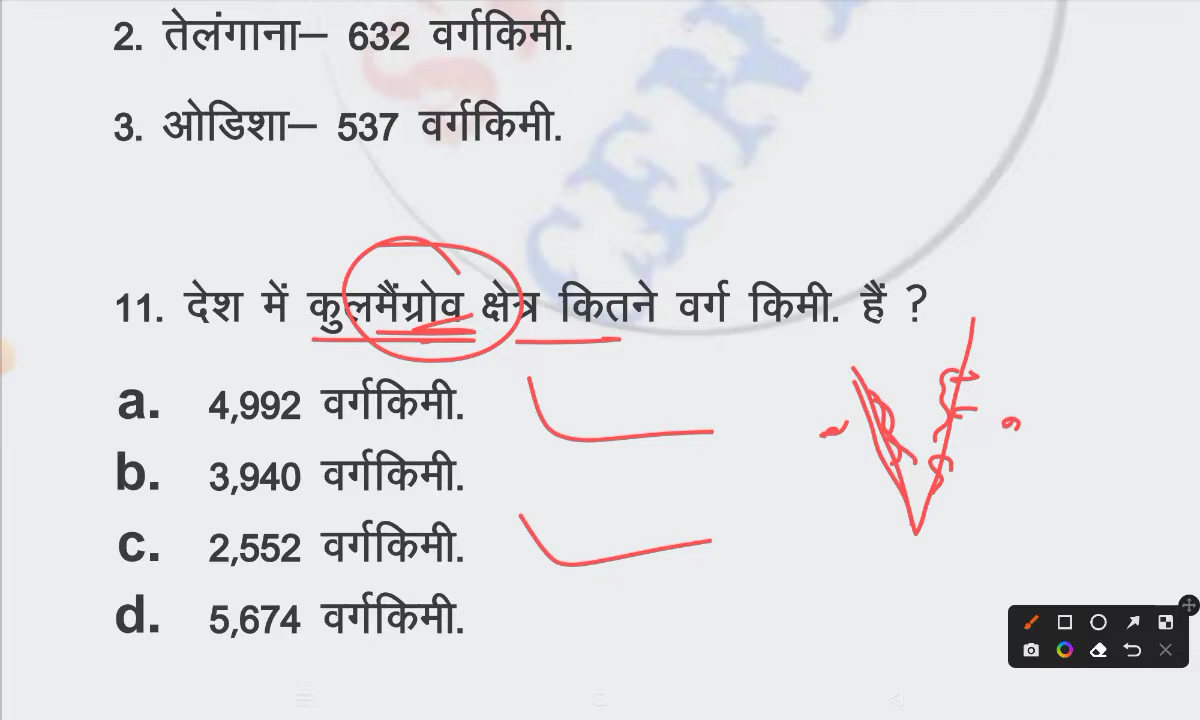 2. तेलंगाना– 632 वर्गकिमी.
3. ओडिशा– 537 वर्गकिमी.
11. देश में कुलमैंग्रोव क्षेत्र कितने वर्ग किमी. हैं ?
a. 4,992 वर्गकिमी.
b. 3,940 वर्गकिमी.
c. 2,552 वर्गकिमी.
d. 5,674 वर्गकिमी.